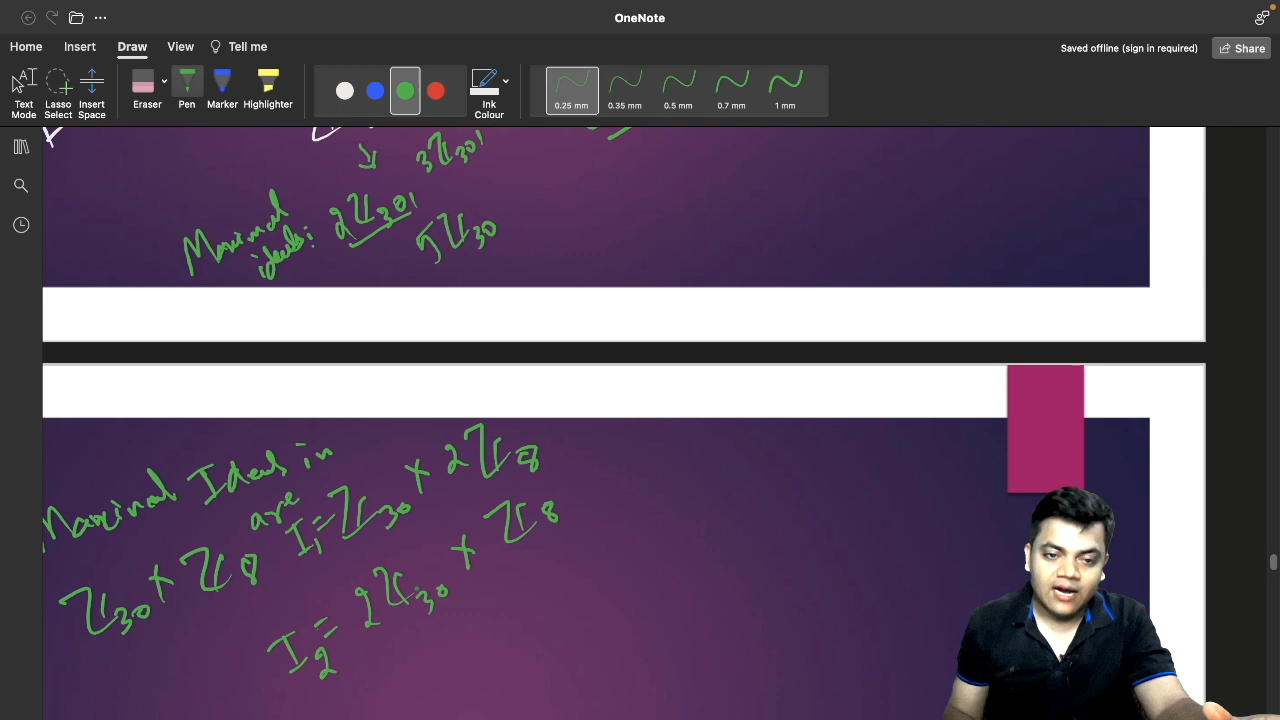 OneNote
Home Insert Draw View Tell me
Saved offline (sign in required) Share
Text Mode Lasso Select Insert Space Eraser Pen Marker Highlighter Ink Colour 0.25 mm 0.35 mm 0.5 mm 0.7 mm 1 mm
3ℤ₃₀,
Maximal ideals: 2ℤ₃₀,
5ℤ₃₀
Maximal Ideals in
ℤ₃₀ × ℤ₈ are I₁ = ℤ₃₀ × 2ℤ₈
I₂ = 2ℤ₃₀ × ℤ₈